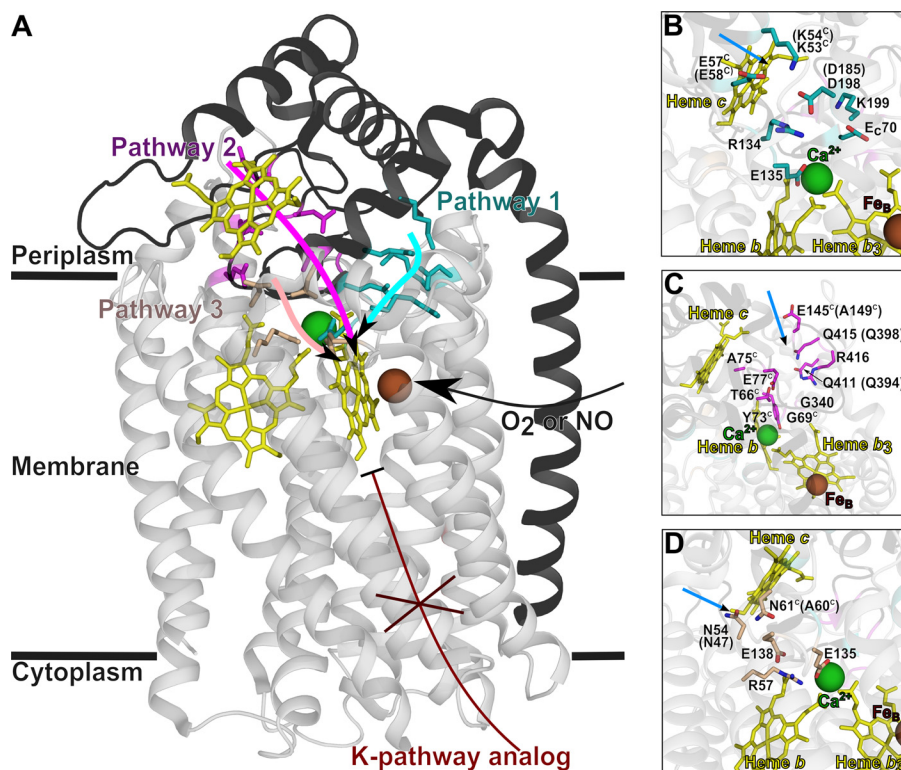 A
Pathway 2
Pathway 1
Periplasm
Pathway 3
O2 or NO
Membrane
Cytoplasm
K-pathway analog
B
(K54C)
K53C
E57C
(E58C)
Heme c
(D185)
D198
K199
EC70
R134
Ca2+
E135
FeB
Heme b
Heme b3
C
E145C(A149C)
Heme c
Q415 (Q398)
R416
A75C
E77C
Q411 (Q394)
T66C
G340
Y73C
G69C
Ca2+
Heme b
Heme b3
FeB
D
Heme c
N61C(A60C)
N54
(N47)
E138
E135
R57
Ca2+
FeB
Heme b
Heme b3